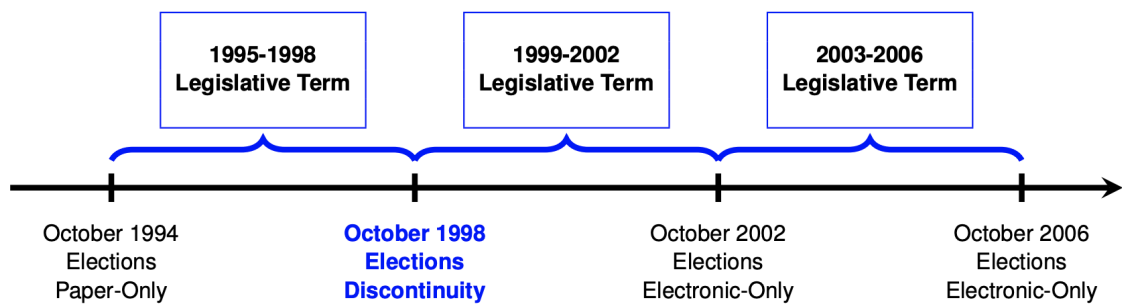 1995-1998
Legislative Term
1999-2002
Legislative Term
2003-2006
Legislative Term
October 1994
Elections
Paper-Only
October 1998
Elections
Discontinuity
October 2002
Elections
Electronic-Only
October 2006
Elections
Electronic-Only